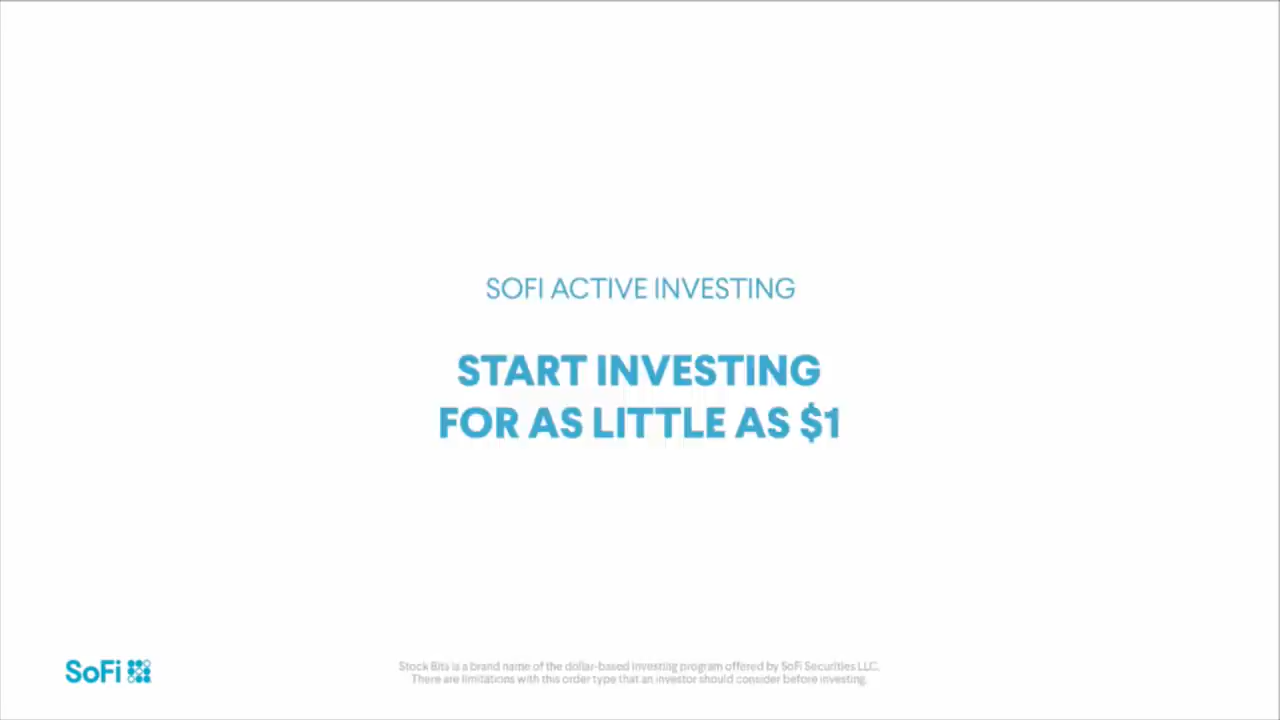 SOFI ACTIVE INVESTING
START INVESTING
FOR AS LITTLE AS $1
SoFi
Stock Bits is a brand name of the dollar-based investing program offered by SoFi Securities LLC.
There are limitations with this order type that an investor should consider before investing.